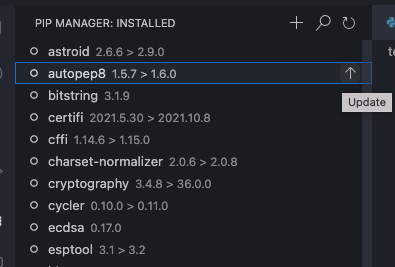 PIP MANAGER: INSTALLED
astroid 2.6.6 > 2.9.0
autopep8 1.5.7 > 1.6.0
Update
bitstring 3.1.9
certifi 2021.5.30 > 2021.10.8
cffi 1.14.6 > 1.15.0
charset-normalizer 2.0.6 > 2.0.8
cryptography 3.4.8 > 36.0.0
cycler 0.10.0 > 0.11.0
ecdsa 0.17.0
esptool 3.1 > 3.2